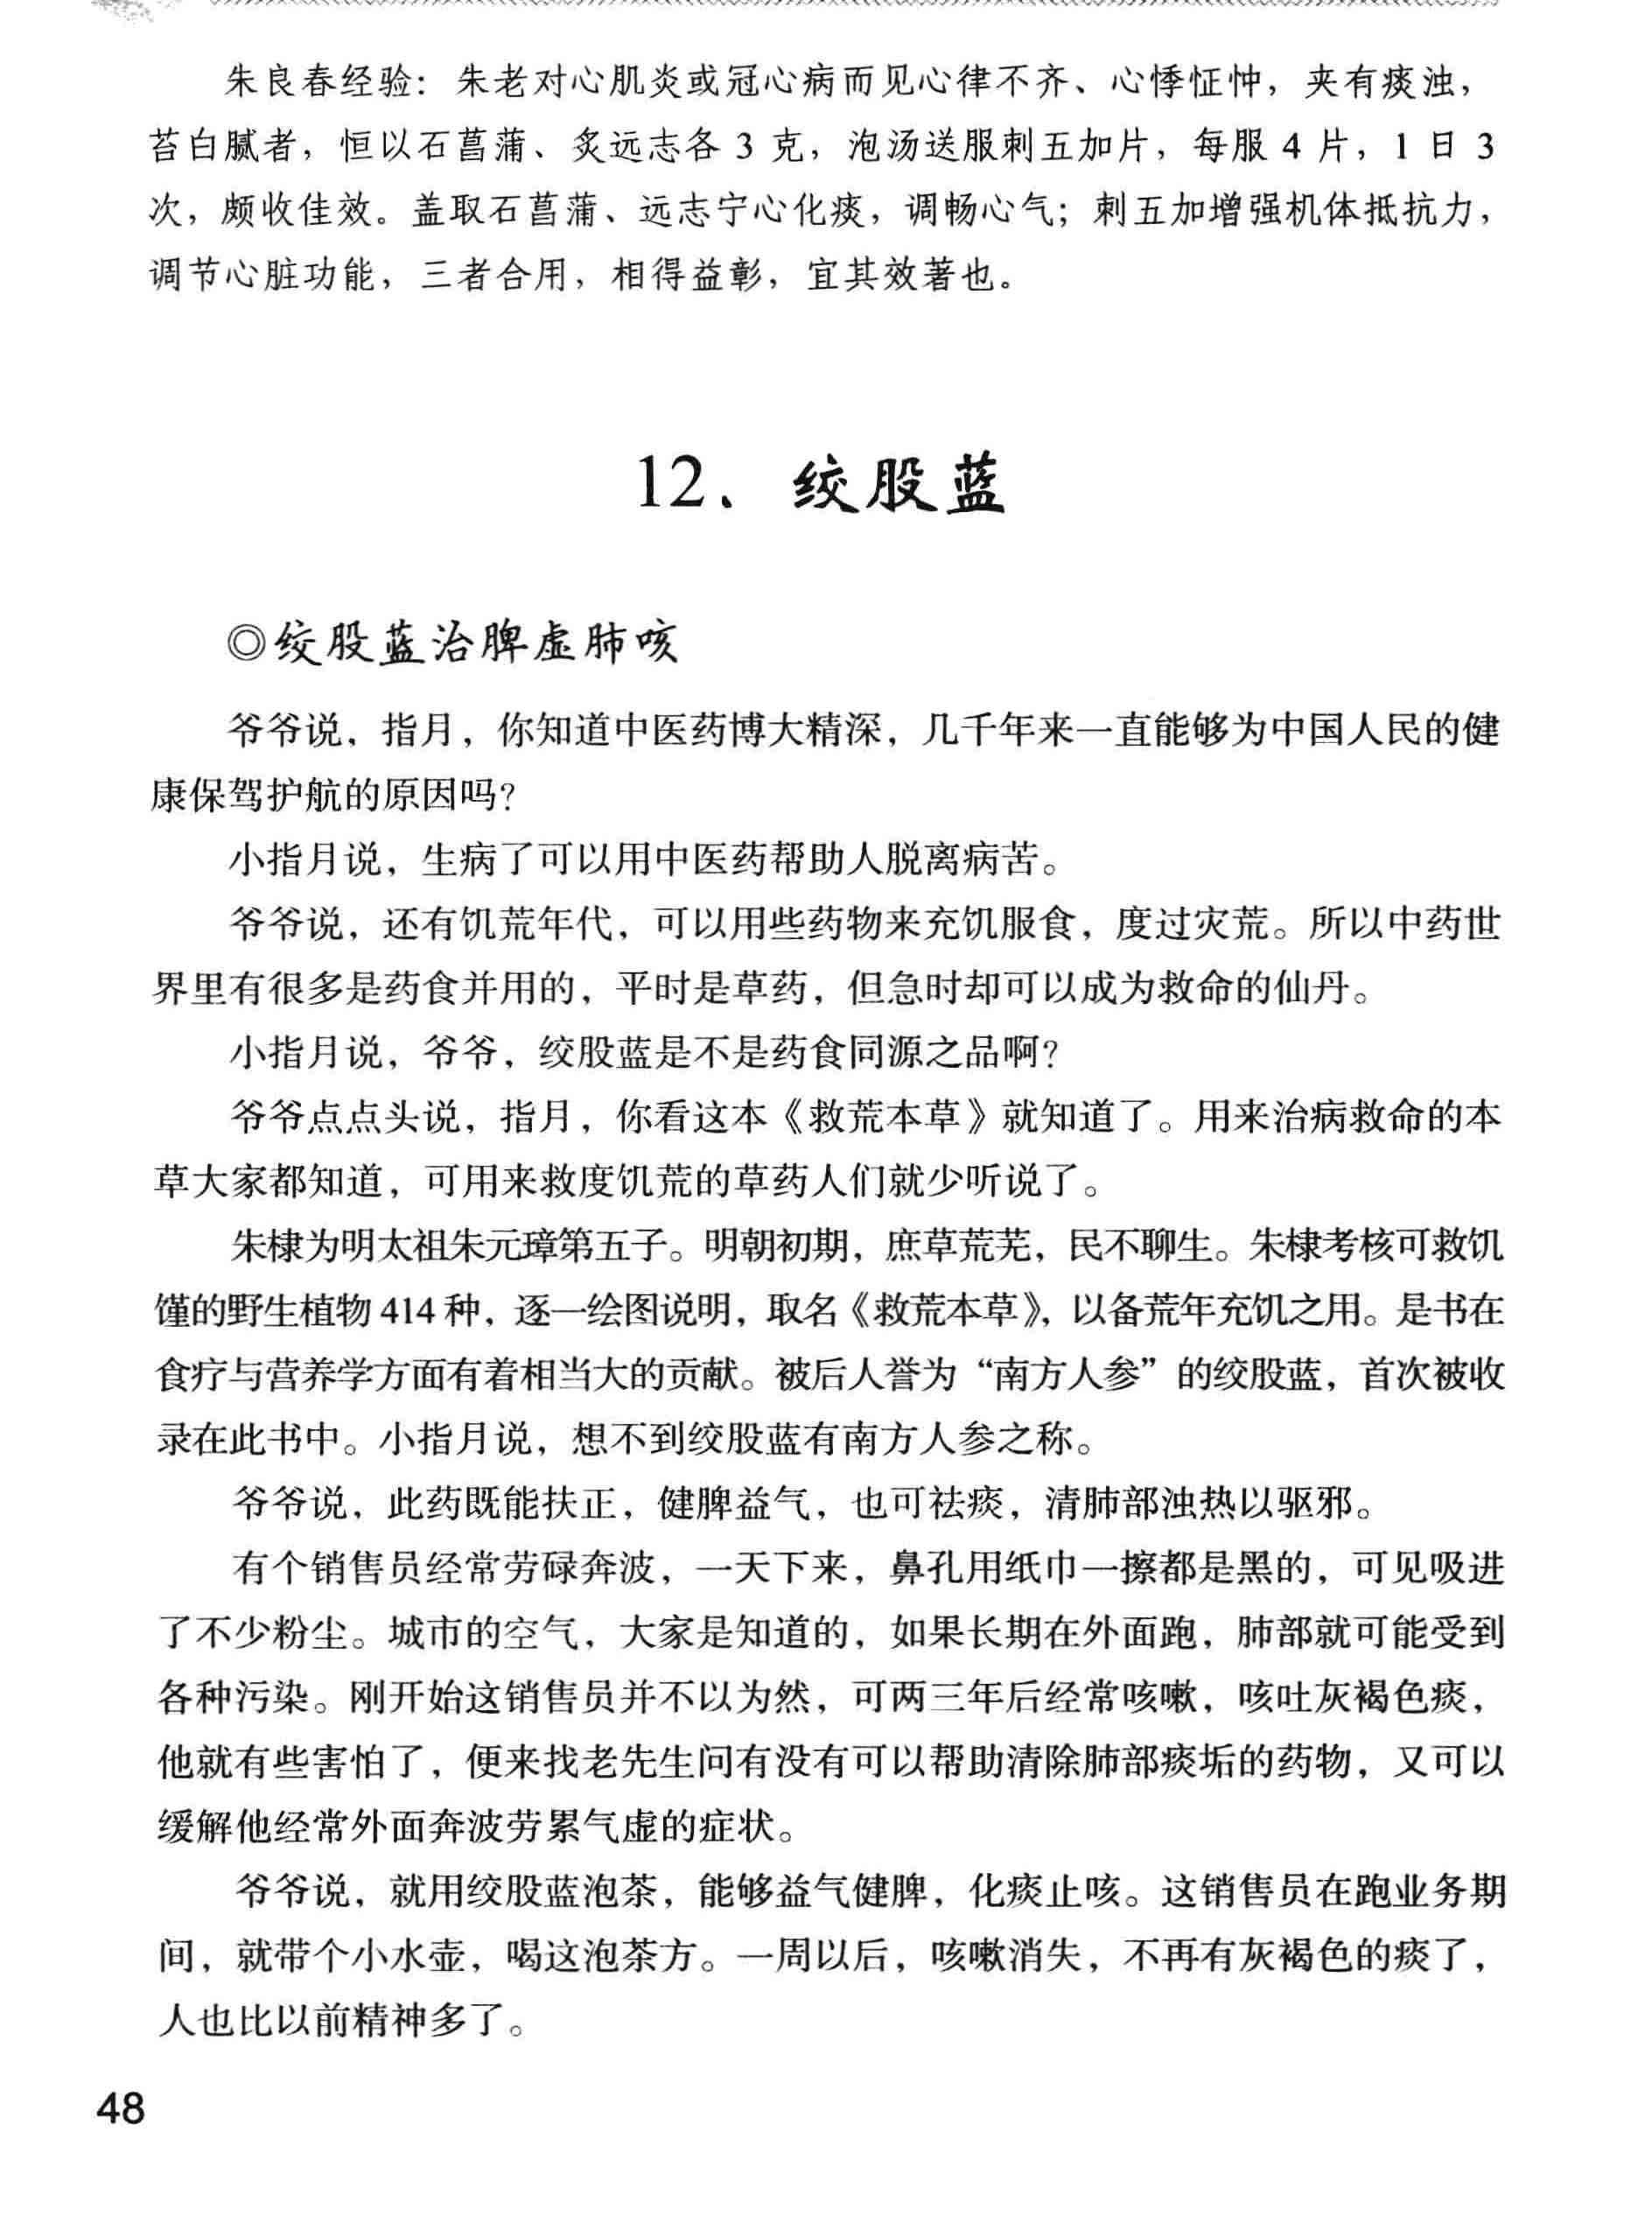 朱良春经验：朱老对心肌炎或冠心病而见心律不齐、心悸怔忡，夹有痰浊，
苔白腻者，恒以石菖蒲、炙远志各 3 克，泡汤送服刺五加片，每服 4 片，1 日 3
次，颇收佳效。盖取石菖蒲、远志宁心化痰，调畅心气；刺五加增强机体抵抗力，
调节心脏功能，三者合用，相得益彰，宜其效著也。
12、绞股蓝
◎绞股蓝治脾虚肺咳
爷爷说，指月，你知道中医药博大精深，几千年来一直能够为中国人民的健
康保驾护航的原因吗？
小指月说，生病了可以用中医药帮助人脱离病苦。
爷爷说，还有饥荒年代，可以用些药物来充饥服食，度过灾荒。所以中药世
界里有很多是药食并用的，平时是草药，但急时却可以成为救命的仙丹。
小指月说，爷爷，绞股蓝是不是药食同源之品啊？
爷爷点点头说，指月，你看这本《救荒本草》就知道了。用来治病救命的本
草大家都知道，可用来救度饥荒的草药人们就少听说了。
朱棣为明太祖朱元璋第五子。明朝初期，庶草荒芜，民不聊生。朱棣考核可救饥
馑的野生植物 414 种，逐一绘图说明，取名《救荒本草》，以备荒年充饥之用。是书在
食疗与营养学方面有着相当大的贡献。被后人誉为“南方人参”的绞股蓝，首次被收
录在此书中。小指月说，想不到绞股蓝有南方人参之称。
爷爷说，此药既能扶正，健脾益气，也可祛痰，清肺部浊热以驱邪。
有个销售员经常劳碌奔波，一天下来，鼻孔用纸巾一擦都是黑的，可见吸进
了不少粉尘。城市的空气，大家是知道的，如果长期在外面跑，肺部就可能受到
各种污染。刚开始这销售员并不以为然，可两三年后经常咳嗽，咳吐灰褐色痰，
他就有些害怕了，便来找老先生问有没有可以帮助清除肺部痰垢的药物，又可以
缓解他经常外面奔波劳累气虚的症状。
爷爷说，就用绞股蓝泡茶，能够益气健脾，化痰止咳。这销售员在跑业务期
间，就带个小水壶，喝这泡茶方。一周以后，咳嗽消失，不再有灰褐色的痰了，
人也比以前精神多了。
48